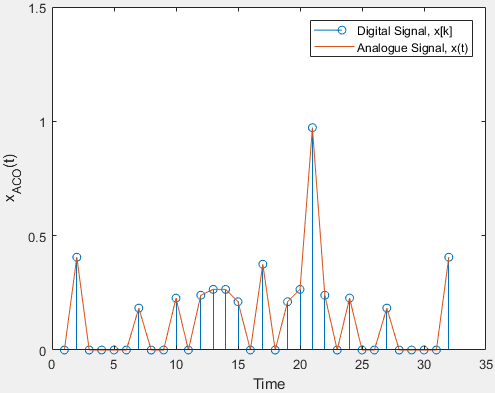 1.5
Digital Signal, x[k]
Analogue Signal, x(t)
1
0.5
0
x_ACO(t)
0 5 10 15 20 25 30 35
Time